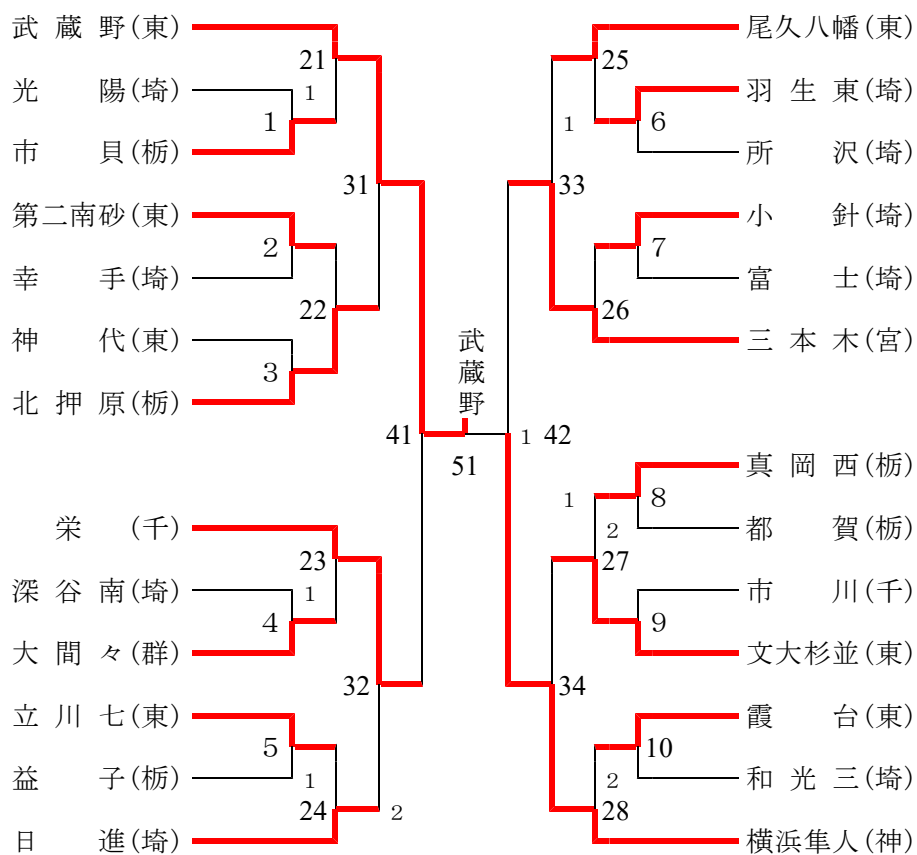 武蔵野(東)
21
光陽(埼)
1
1
市貝(栃)
31
第二南砂(東)
2
幸手(埼)
22
神代(東)
3
北押原(栃)
41
栄(千)
23
深谷南(埼)
1
4
大間々(群)
32
立川七(東)
5
益子(栃)
1
24
2
日進(埼)
武蔵野
51
尾久八幡(東)
25
羽生東(埼)
1
6
所沢(埼)
33
小針(埼)
7
富士(埼)
26
三本木(宮)
1 42
真岡西(栃)
1
8
2
都賀(栃)
27
市川(千)
9
文大杉並(東)
34
霞台(東)
10
2
和光三(埼)
28
横浜隼人(神)